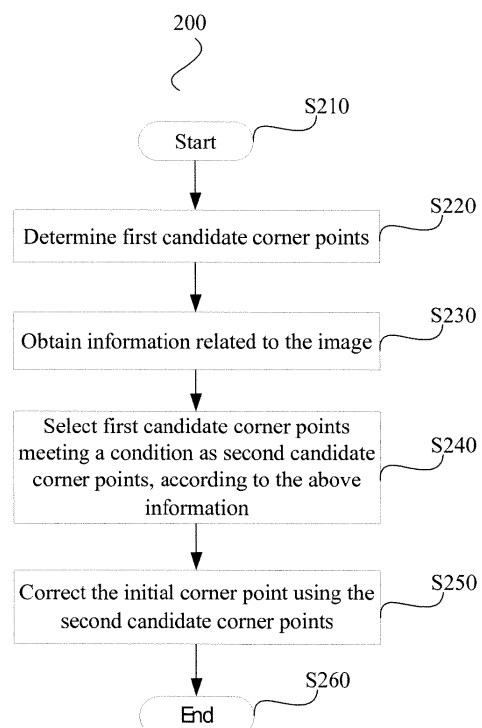 200
S210
Start
S220
Determine first candidate corner points
S230
Obtain information related to the image
Select first candidate corner points
meeting a condition as second candidate
corner points, according to the above
information
S240
Correct the initial corner point using the
second candidate corner points
S250
S260
End